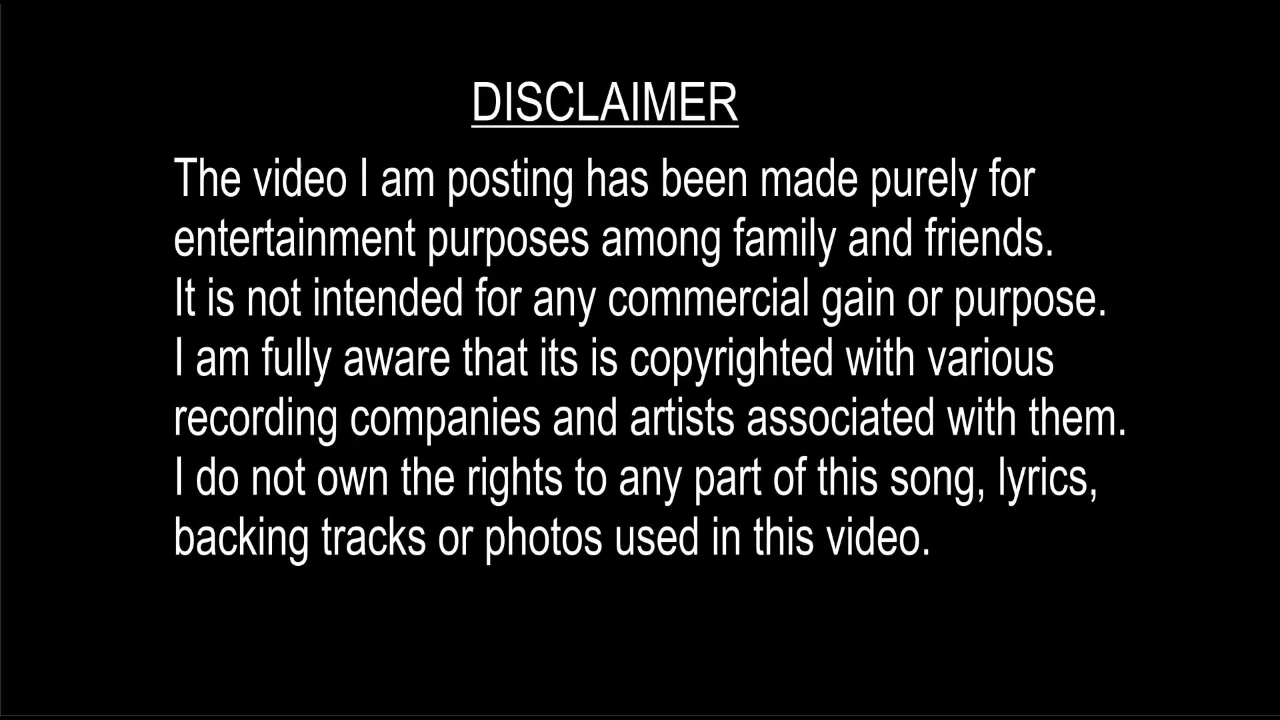 DISCLAIMER
The video I am posting has been made purely for
entertainment purposes among family and friends.
It is not intended for any commercial gain or purpose.
I am fully aware that its is copyrighted with various
recording companies and artists associated with them.
I do not own the rights to any part of this song, lyrics,
backing tracks or photos used in this video.